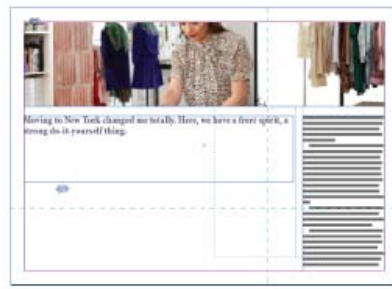 Moving to New York changed me totally. Here, we have a freer spirit, a
strong do-it-yourself thing.